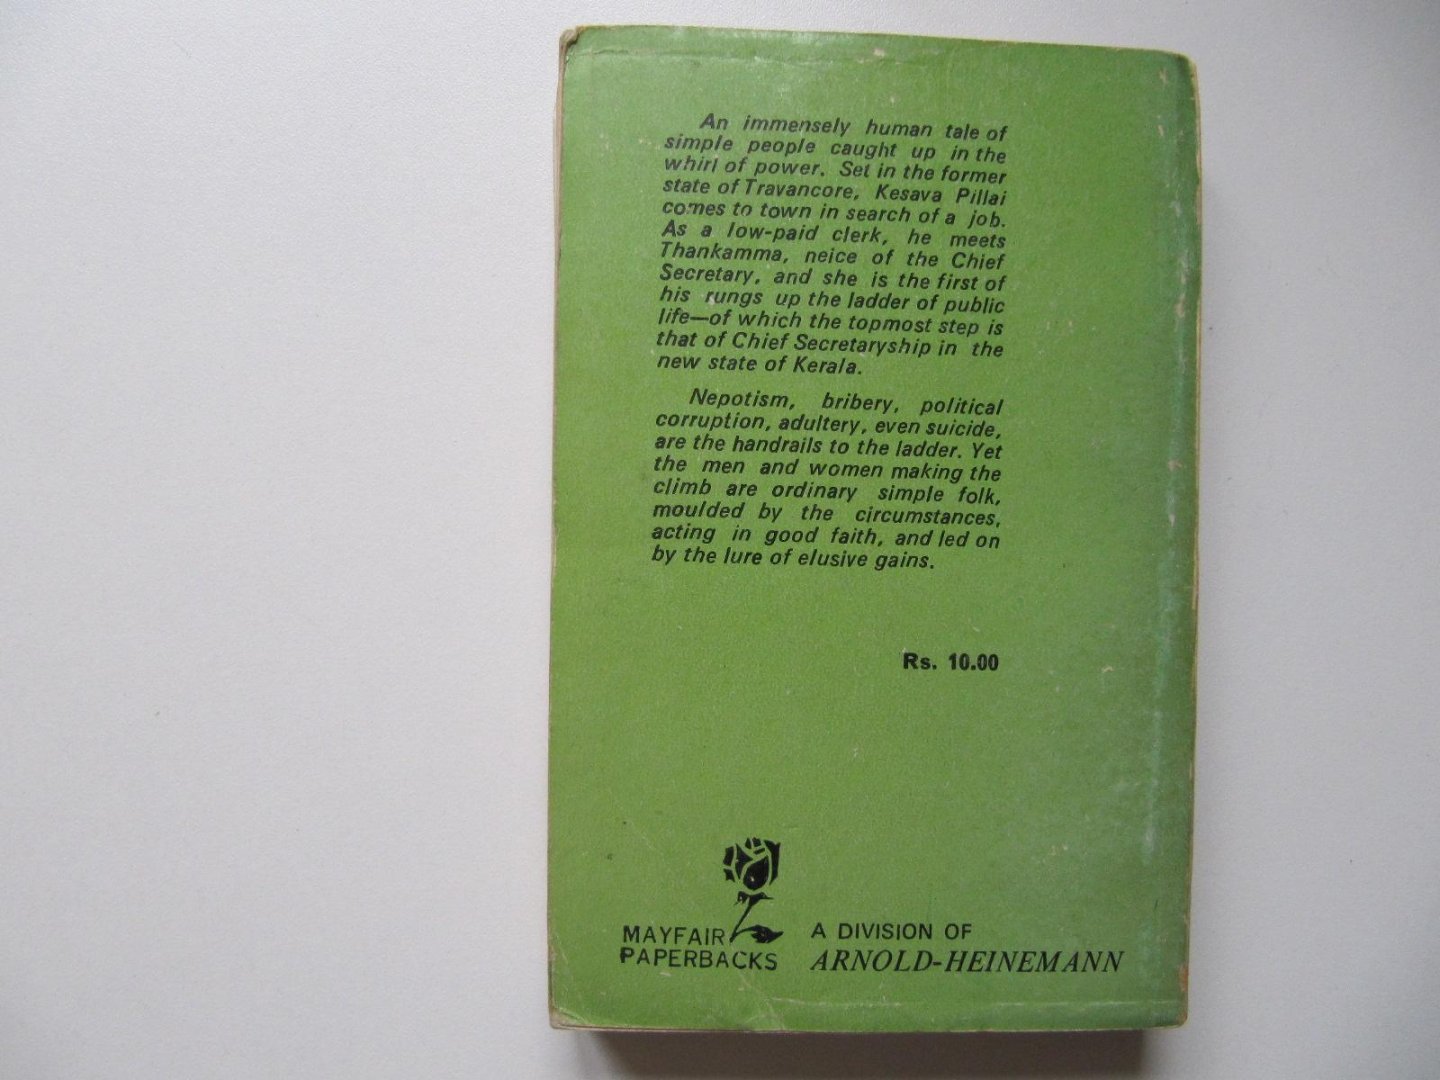 An immensely human tale of
simple people caught up in the
whirl of power. Set in the former
state of Travancore, Kesava Pillai
comes to town in search of a job.
As a low-paid clerk, he meets
Thankamma, neice of the Chief
Secretary, and she is the first of
his rungs up the ladder of public
life—of which the topmost step is
that of Chief Secretaryship in the
new state of Kerala.
Nepotism, bribery, political
corruption, adultery, even suicide,
are the handrails to the ladder. Yet
the men and women making the
climb are ordinary simple folk,
moulded by the circumstances,
acting in good faith, and led on
by the lure of elusive gains.
Rs. 10.00
MAYFAIR
PAPERBACKS
A DIVISION OF
ARNOLD-HEINEMANN